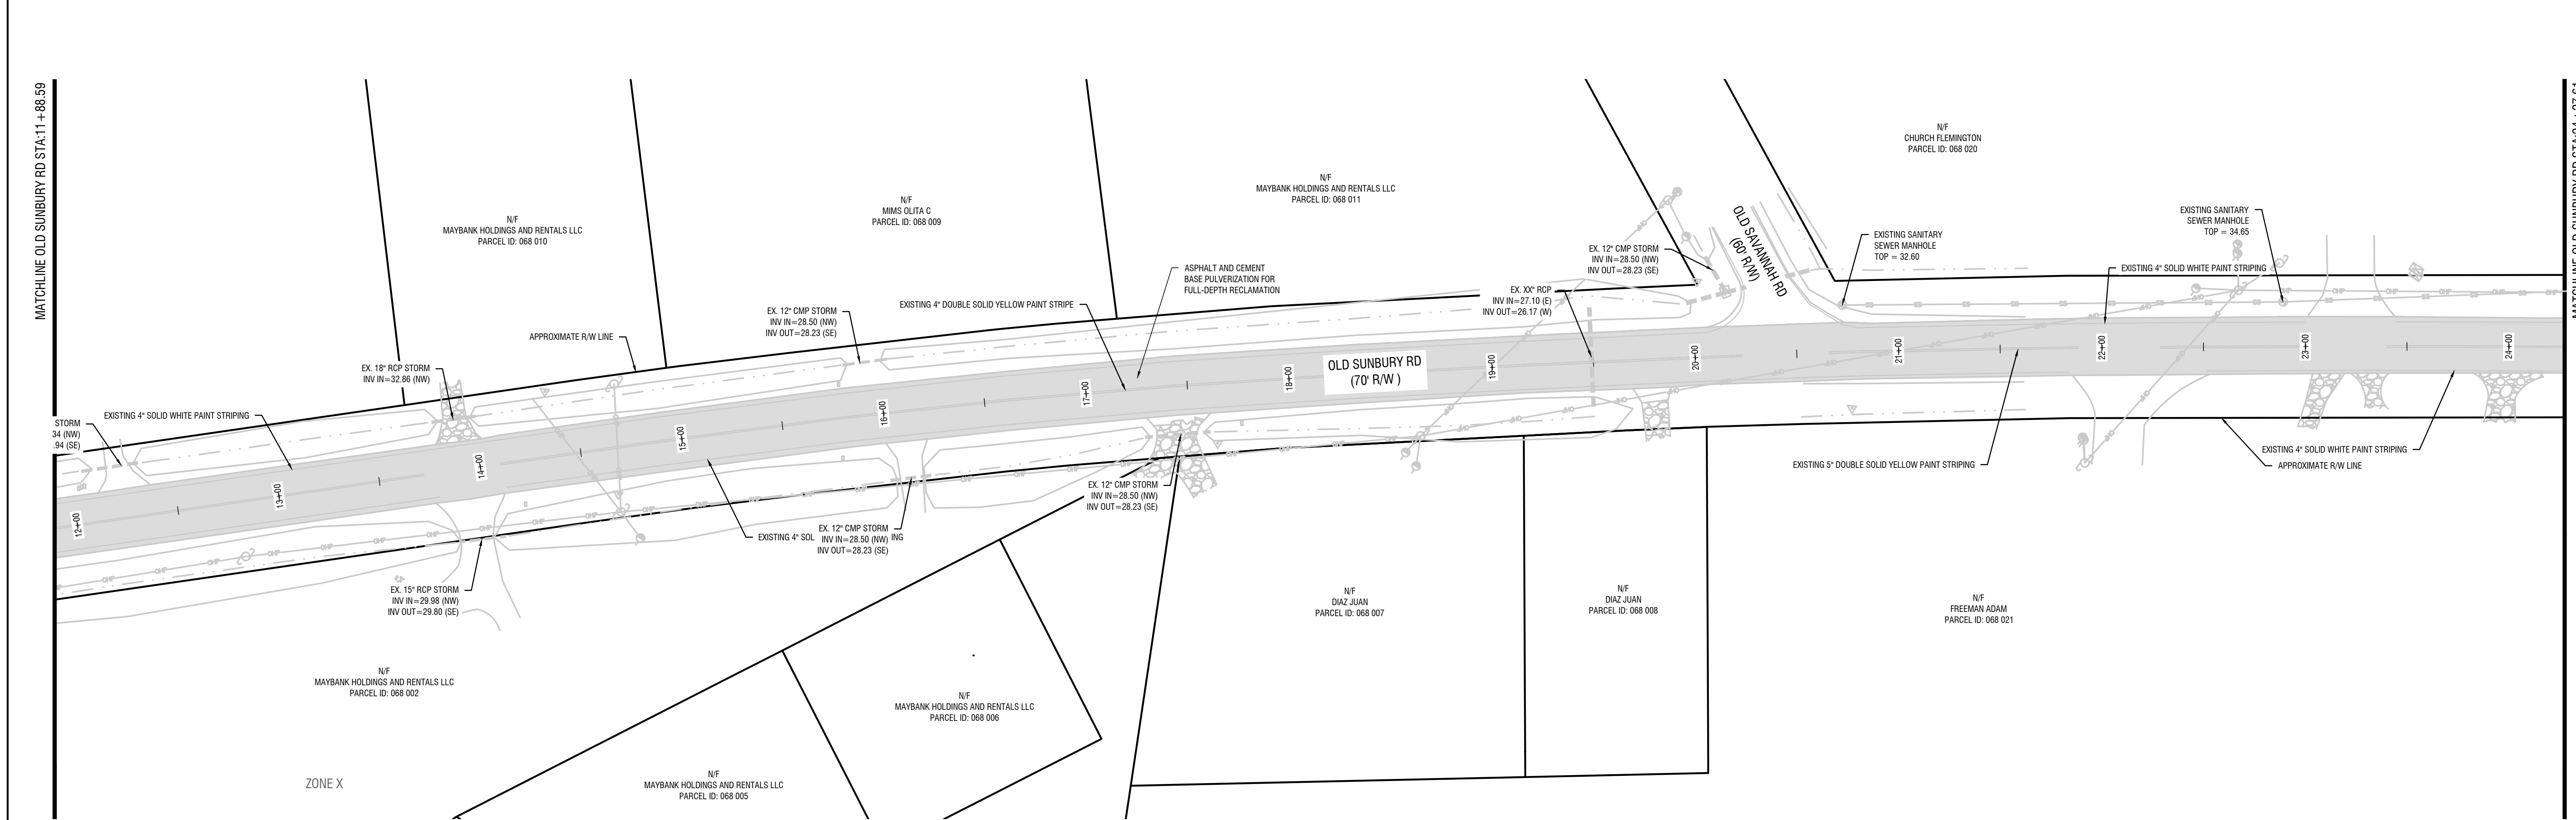 MATCHLINE OLD SUNBURY RD STA:11+88.59
N/F
MAYBANK HOLDINGS AND RENTALS LLC
PARCEL ID: 068 010
N/F
MIMS OLITA C
PARCEL ID: 068 009
N/F
MAYBANK HOLDINGS AND RENTALS LLC
PARCEL ID: 068 011
N/F
CHURCH FLEMINGTON
PARCEL ID: 068 020
OLD SAVANNAH RD
(60' R/W)
EX. 12" CMP STORM
INV IN=28.50 (NW)
INV OUT=28.23 (SE)
EXISTING SANITARY
SEWER MANHOLE
TOP = 32.60
EXISTING SANITARY
SEWER MANHOLE
TOP = 34.65
EXISTING 4" SOLID WHITE PAINT STRIPING
ASPHALT AND CEMENT
BASE PULVERIZATION FOR
FULL-DEPTH RECLAMATION
EX. XX" RCP
INV IN=27.10 (E)
INV OUT=26.17 (W)
EXISTING 4" DOUBLE SOLID YELLOW PAINT STRIPE
EX. 12" CMP STORM
INV IN=28.50 (NW)
INV OUT=28.23 (SE)
APPROXIMATE R/W LINE
EX. 18" RCP STORM
INV IN=32.86 (NW)
EXISTING 4" SOLID WHITE PAINT STRIPING
STORM
34 (NW)
.94 (SE)
OLD SUNBURY RD
(70' R/W )
12+00
13+00
14+00
15+00
16+00
17+00
18+00
19+00
20+00
21+00
22+00
23+00
24+00
EXISTING 4" SOLID WHITE PAINT STRIPING
APPROXIMATE R/W LINE
EXISTING 5" DOUBLE SOLID YELLOW PAINT STRIPING
EX. 12" CMP STORM
INV IN=28.50 (NW)
INV OUT=28.23 (SE)
EXISTING 4" SOL
EX. 12" CMP STORM
INV IN=28.50 (NW)
INV OUT=28.23 (SE)
ING
EX. 15" RCP STORM
INV IN=29.98 (NW)
INV OUT=29.80 (SE)
N/F
DIAZ JUAN
PARCEL ID: 068 007
N/F
DIAZ JUAN
PARCEL ID: 068 008
N/F
FREEMAN ADAM
PARCEL ID: 068 021
N/F
MAYBANK HOLDINGS AND RENTALS LLC
PARCEL ID: 068 002
N/F
MAYBANK HOLDINGS AND RENTALS LLC
PARCEL ID: 068 006
N/F
MAYBANK HOLDINGS AND RENTALS LLC
PARCEL ID: 068 005
ZONE X